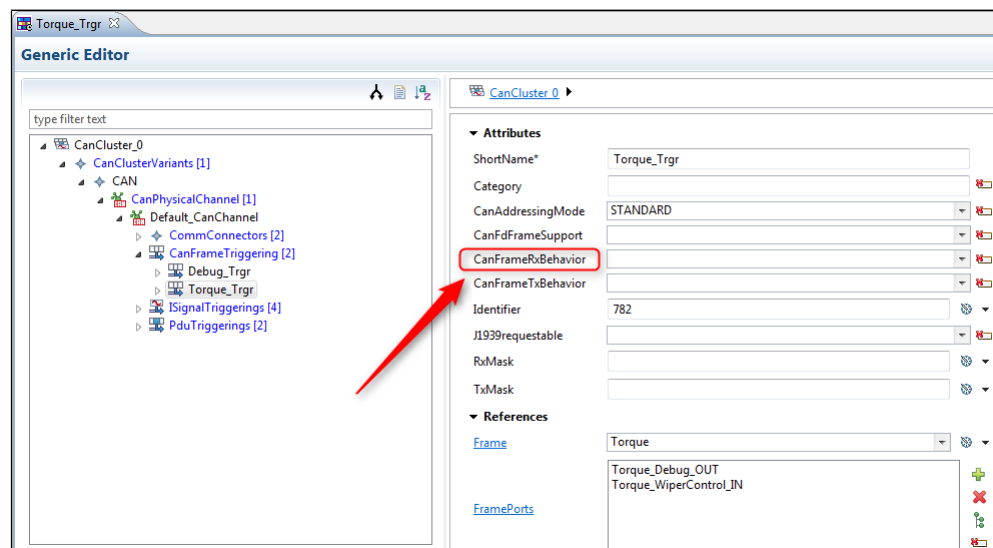 Torque_Trgr
Generic Editor
type filter text
CanCluster_0
CanClusterVariants [1]
CAN
CanPhysicalChannel [1]
Default_CanChannel
CommConnectors [2]
CanFrameTriggering [2]
Debug_Trgr
Torque_Trgr
ISignalTriggerings [4]
PduTriggerings [2]
CanCluster 0
Attributes
ShortName* Torque_Trgr
Category
CanAddressingMode STANDARD
CanFdFrameSupport
CanFrameRxBehavior
CanFrameTxBehavior
Identifier 782
J1939requestable
RxMask
TxMask
References
Frame Torque
Torque_Debug_OUT
Torque_WiperControl_IN
FramePorts